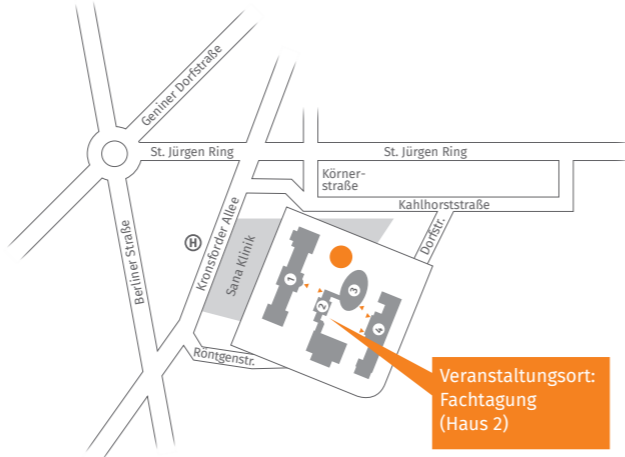 Geniner Dorfstraße
St. Jürgen Ring
St. Jürgen Ring
Körner-
straße
Kahlhorststraße
Kronsforder Allee
Dorfstr.
H
Berliner Straße
Sana Klinik
1
2
3
4
Röntgenstr.
Veranstaltungsort:
Fachtagung
(Haus 2)